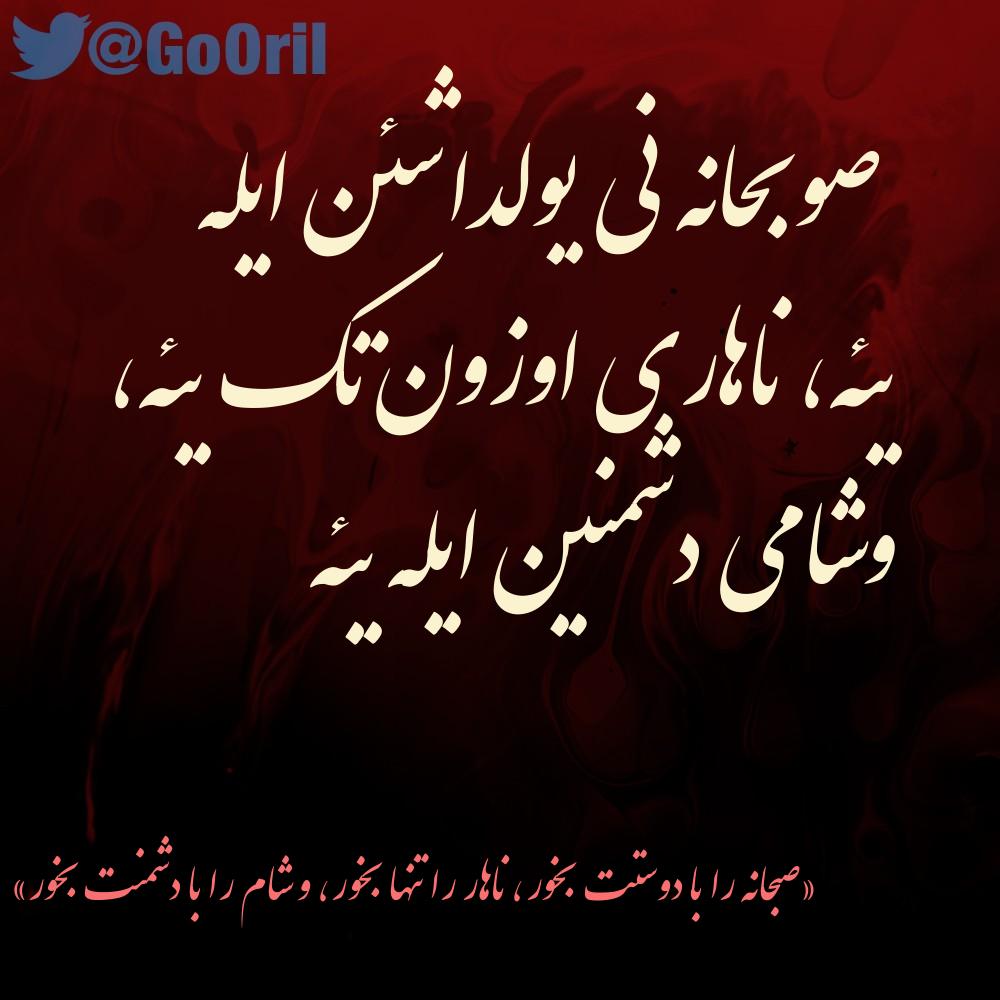 @GoOril
صوبحانه نی یولداشئن ایله
یئه، ناهاری اوزون تک یئه،
وشامی دشمنین ایله یئه
«صبحانه را با دوستت بخور، ناهار را تنها بخور، و شام را با دشمنت بخور»